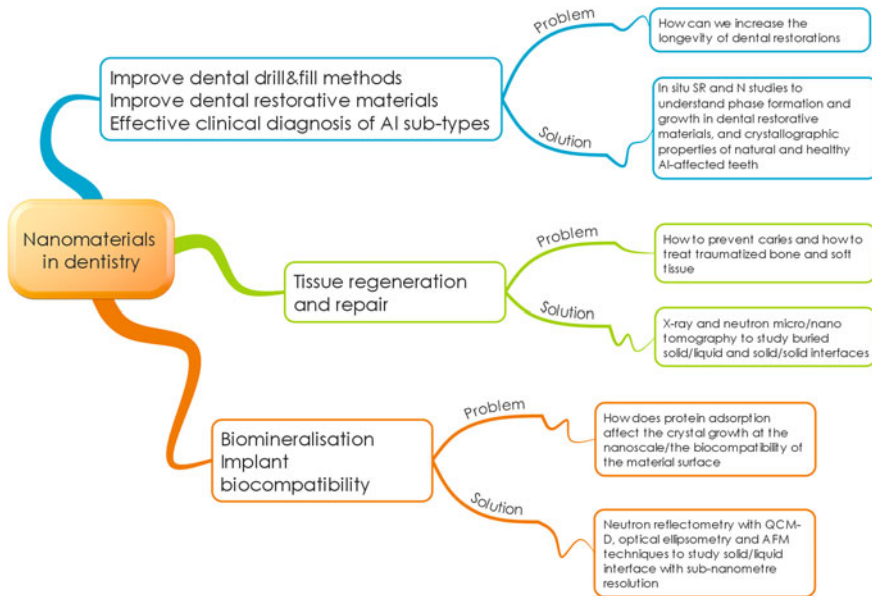 Nanomaterials
in dentistry
Improve dental drill&fill methods
Improve dental restorative materials
Effective clinical diagnosis of AI sub-types
Problem
How can we increase the
longevity of dental restorations
Solution
In situ SR and N studies to
understand phase formation and
growth in dental restorative
materials, and crystallographic
properties of natural and healthy
AI-affected teeth
Tissue regeneration
and repair
Problem
How to prevent caries and how to
treat traumatized bone and soft
tissue
Solution
X-ray and neutron micro/nano
tomography to study buried
solid/liquid and solid/solid interfaces
Biomineralisation
Implant
biocompatibility
Problem
How does protein adsorption
affect the crystal growth at the
nanoscale/the biocompatibility of
the material surface
Solution
Neutron reflectometry with QCM-
D, optical ellipsometry and AFM
techniques to study solid/liquid
interface with sub-nanometre
resolution